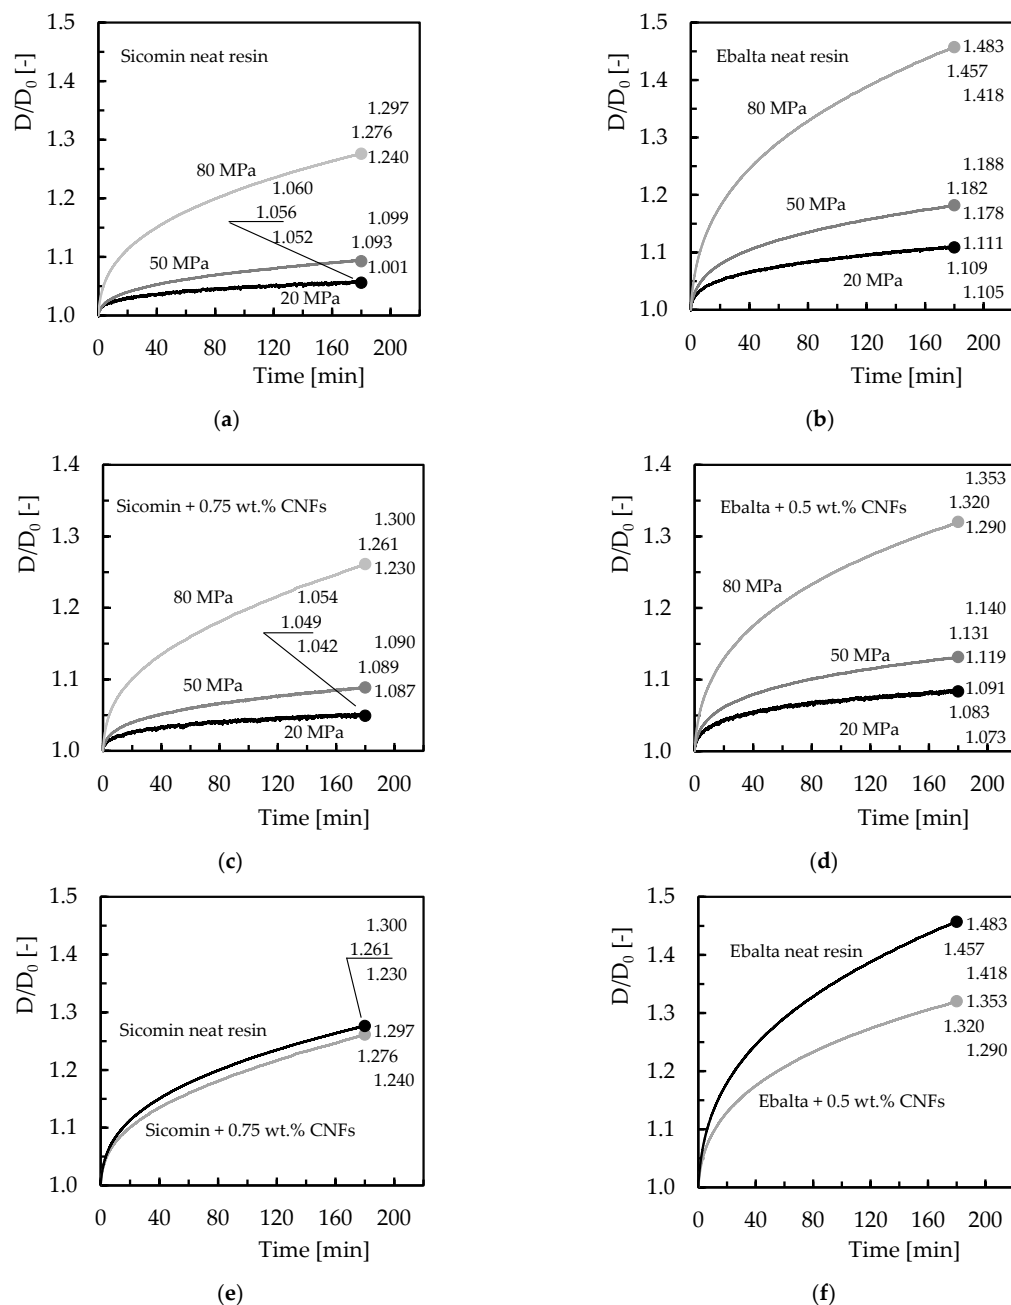 D/D0 [-]
1.5
1.4
1.3
1.2
1.1
1.0
Sicomin neat resin
1.297
1.276
1.240
80 MPa
1.060
1.056
1.052
1.099
1.093
1.001
50 MPa
20 MPa
0 40 80 120 160 200
Time [min]
(a)
D/D0 [-]
1.5
1.4
1.3
1.2
1.1
1.0
Ebalta neat resin
1.483
1.457
1.418
80 MPa
1.188
1.182
1.178
50 MPa
1.111
1.109
1.105
20 MPa
0 40 80 120 160 200
Time [min]
(b)
D/D0 [-]
1.4
1.3
1.2
1.1
1.0
Sicomin + 0.75 wt.% CNFs
1.300
1.261
1.230
80 MPa
1.054
1.049
1.042
1.090
1.089
1.087
50 MPa
20 MPa
0 40 80 120 160 200
Time [min]
(c)
D/D0 [-]
1.4
1.3
1.2
1.1
1.0
Ebalta + 0.5 wt.% CNFs
1.353
1.320
1.290
80 MPa
1.140
1.131
1.119
50 MPa
1.091
1.083
1.073
20 MPa
0 40 80 120 160 200
Time [min]
(d)
D/D0 [-]
1.5
1.4
1.3
1.2
1.1
1.0
1.300
1.261
1.230
Sicomin neat resin
1.297
1.276
1.240
Sicomin + 0.75 wt.% CNFs
0 40 80 120 160 200
Time [min]
(e)
D/D0 [-]
1.5
1.4
1.3
1.2
1.1
1.0
Ebalta neat resin
1.483
1.457
1.418
1.353
1.320
1.290
Ebalta + 0.5 wt.% CNFs
0 40 80 120 160 200
Time [min]
(f)